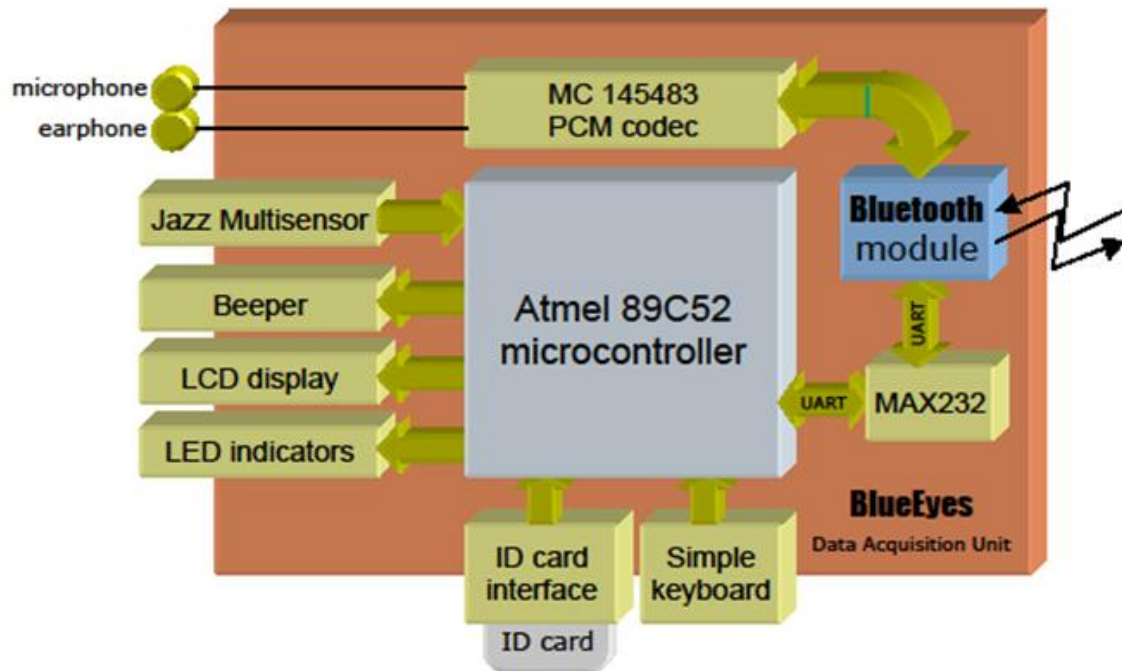 microphone
earphone
MC 145483
PCM codec
Jazz Multisensor
Beeper
LCD display
LED indicators
Atmel 89C52
microcontroller
Bluetooth
module
UART
UART
MAX232
BlueEyes
Data Acquisition Unit
ID card
interface
Simple
keyboard
ID card